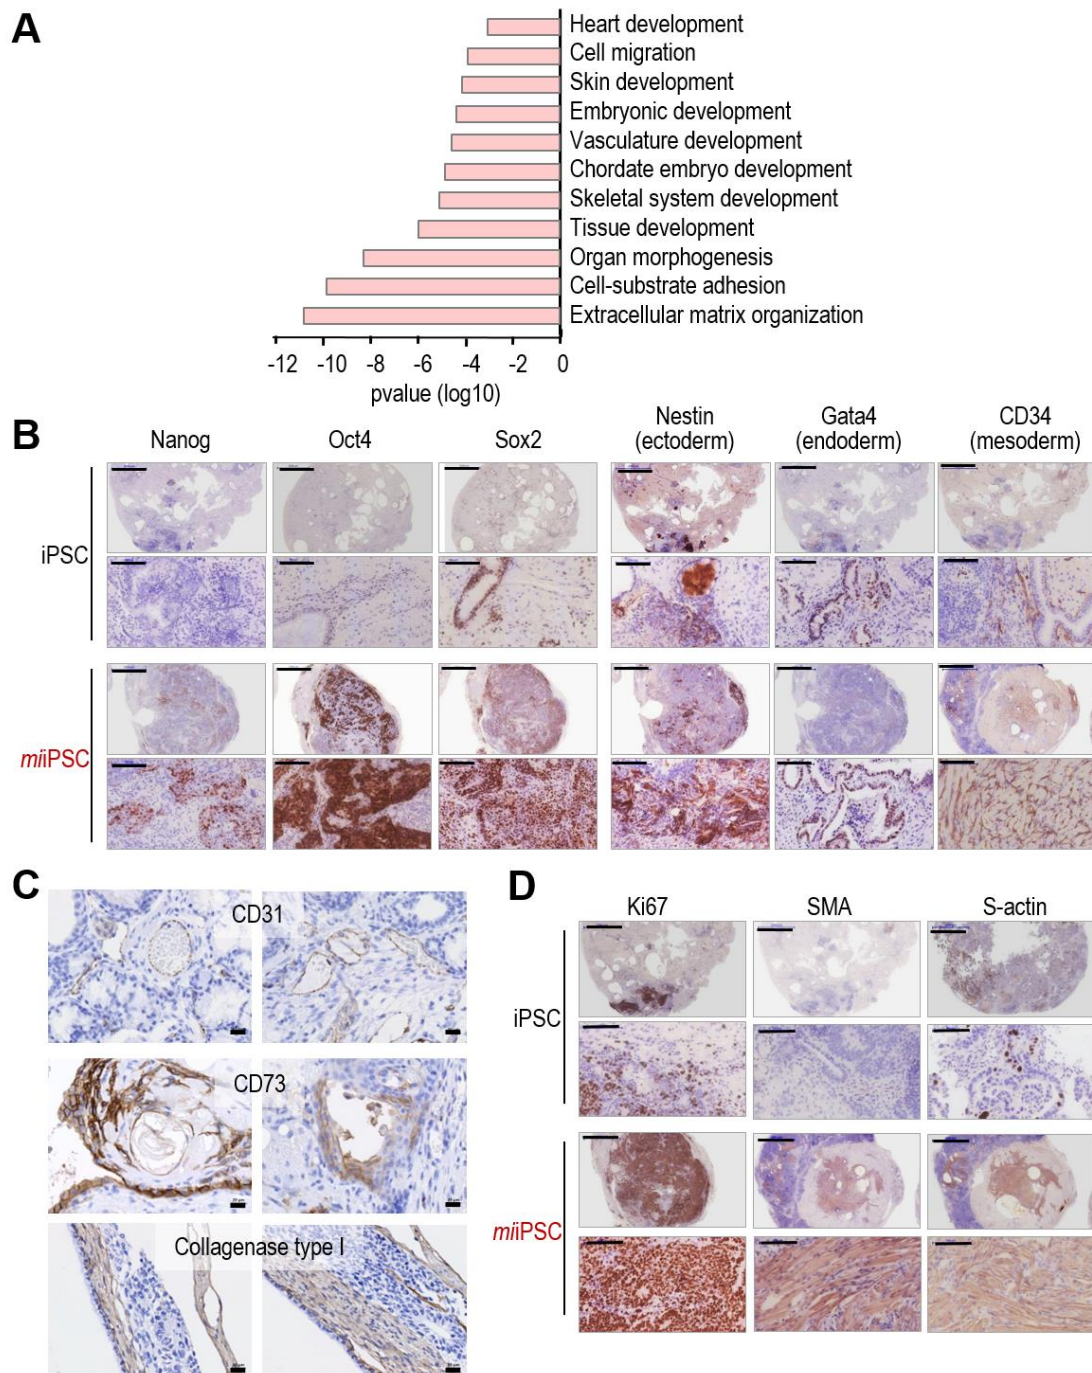 A
Heart development
Cell migration
Skin development
Embryonic development
Vasculature development
Chordate embryo development
Skeletal system development
Tissue development
Organ morphogenesis
Cell-substrate adhesion
Extracellular matrix organization
-12 -10 -8 -6 -4 -2 0
pvalue (log10)
B
Nanog Oct4 Sox2 Nestin (ectoderm) Gata4 (endoderm) CD34 (mesoderm)
iPSC
miiPSC
C
CD31
CD73
Collagenase type I
D
Ki67 SMA S-actin
iPSC
miiPSC